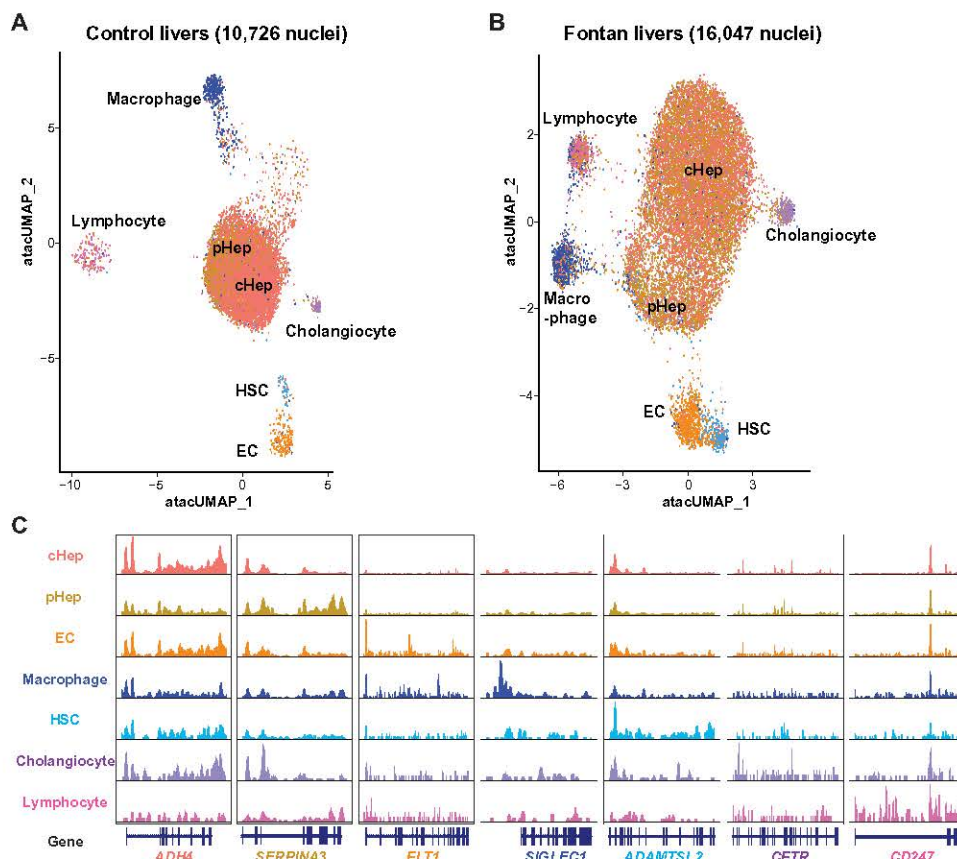 A
Control livers (10,726 nuclei)
Macrophage
Lymphocyte
pHep
cHep
Cholangiocyte
HSC
EC
5
0
−5
atacUMAP_2
−10
−5
0
5
atacUMAP_1
B
Fontan livers (16,047 nuclei)
Lymphocyte
cHep
Cholangiocyte
Macro
-phage
pHep
EC
HSC
2
0
−2
−4
atacUMAP_2
−6
−3
0
3
atacUMAP_1
C
cHep
pHep
EC
Macrophage
HSC
Cholangiocyte
Lymphocyte
Gene
ADH4
SERPINA3
FLT1
SIGLEC1
ADAMTSL2
CFTR
CD247